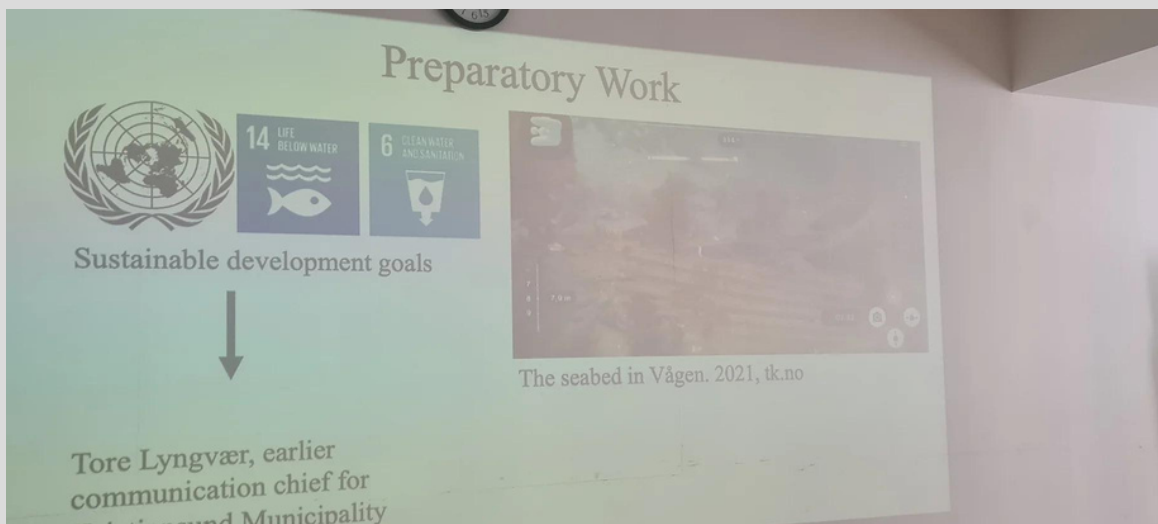 Preparatory Work
14 LIFE
BELOW WATER
6 CLEAN WATER
AND SANITATION
Sustainable development goals
The seabed in Vågen. 2021, tk.no
Tore Lyngvær, earlier
communication chief for
Municipality